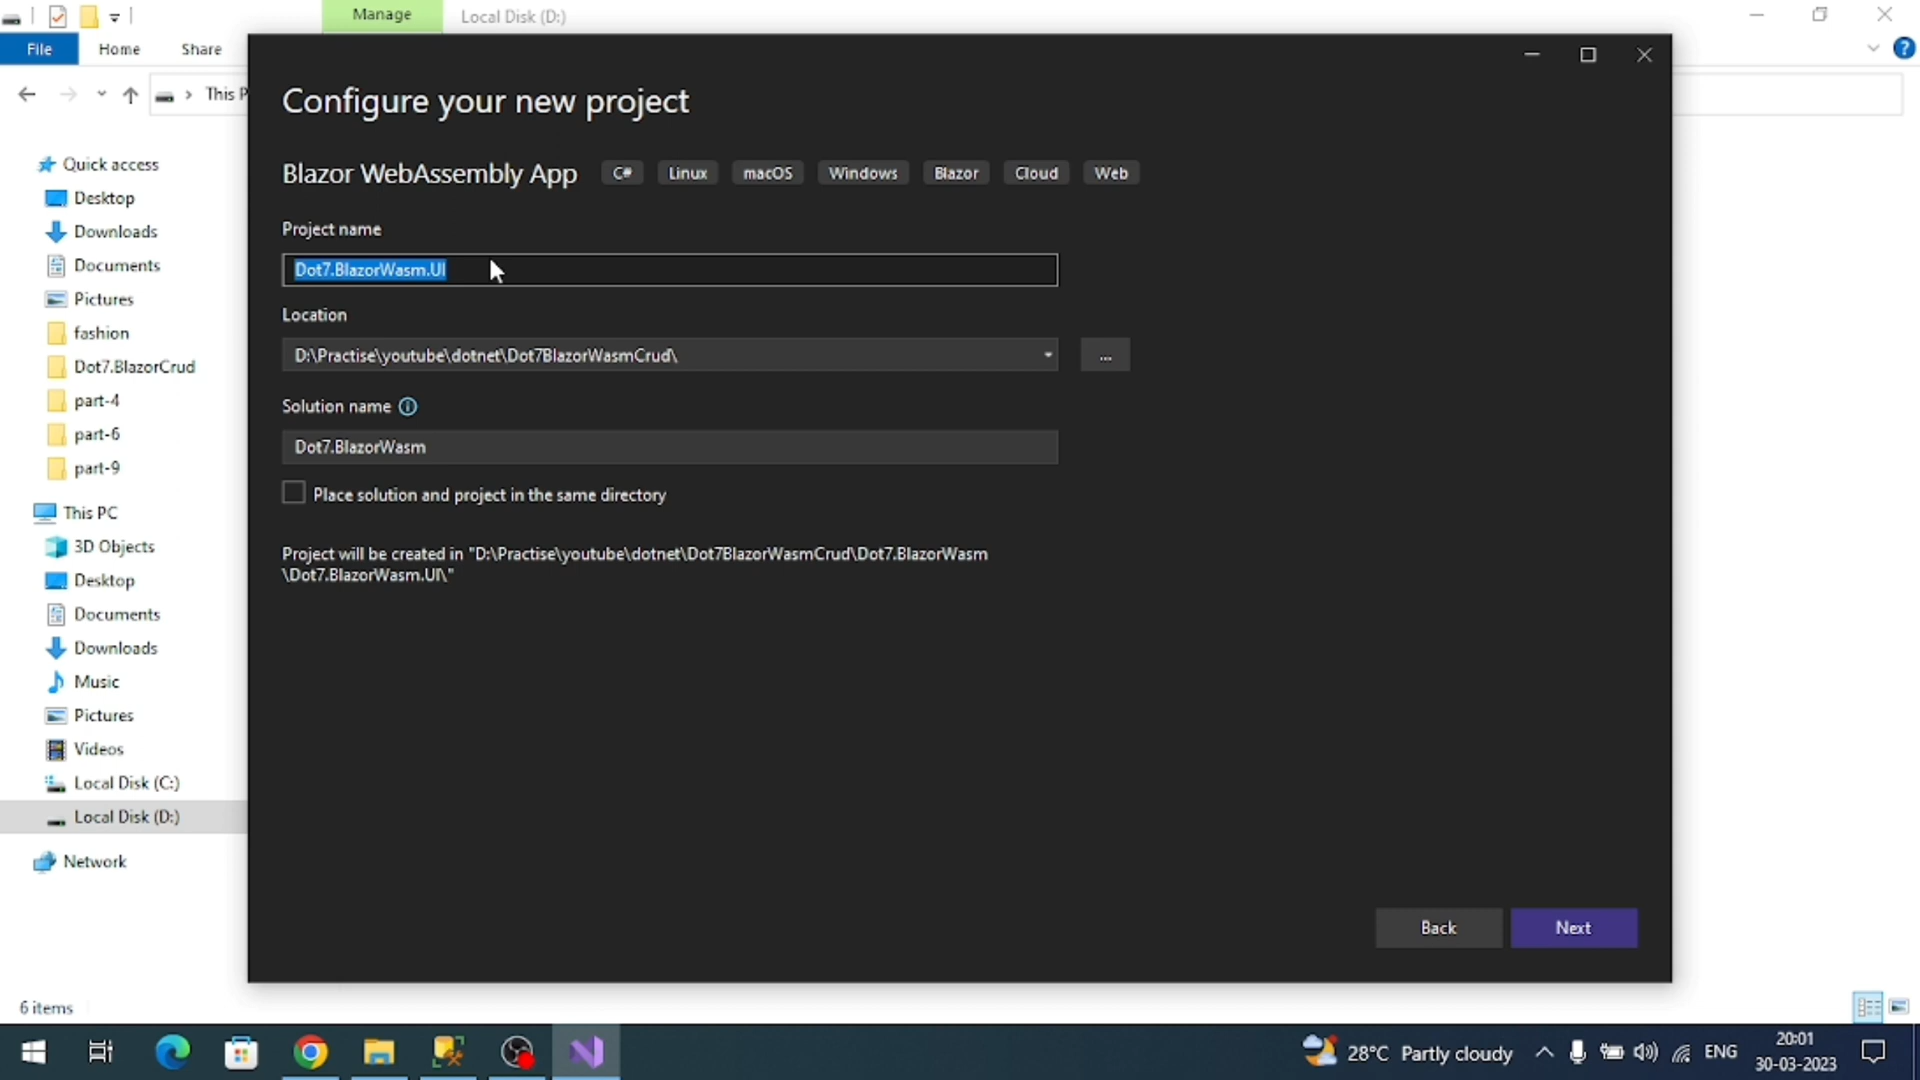 Manage
Local Disk (D:)
File
Home
Share
This P
Quick access
Desktop
Downloads
Documents
Pictures
fashion
Dot7.BlazorCrud
part-4
part-6
part-9
This PC
3D Objects
Desktop
Documents
Downloads
Music
Pictures
Videos
Local Disk (C:)
Local Disk (D:)
Network
6 items
Configure your new project
Blazor WebAssembly App
C#
Linux
macOS
Windows
Blazor
Cloud
Web
Project name
Dot7.BlazorWasm.UI
Location
D:\Practise\youtube\dotnet\Dot7BlazorWasmCrud\
...
Solution name
Dot7.BlazorWasm
Place solution and project in the same directory
Project will be created in "D:\Practise\youtube\dotnet\Dot7BlazorWasmCrud\Dot7.BlazorWasm
\Dot7.BlazorWasm.UI\"
Back
Next
28°C Partly cloudy
ENG
20:01
30-03-2023